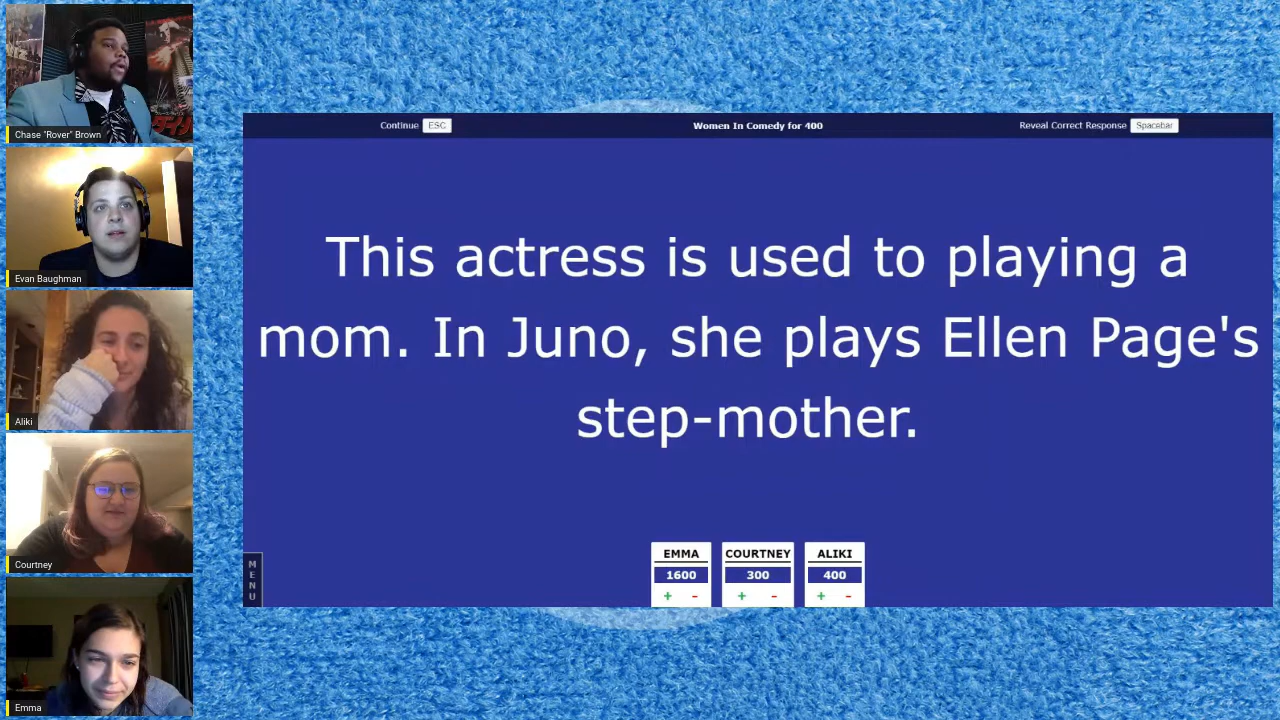 Chase "Rover" Brown
Evan Baughman
Aliki
Courtney
Emma
Continue ESC
Women In Comedy for 400
Reveal Correct Response Spacebar
This actress is used to playing a
mom. In Juno, she plays Ellen Page's
step-mother.
MENU
EMMA COURTNEY ALIKI
1600 300 400
+ - + - + -